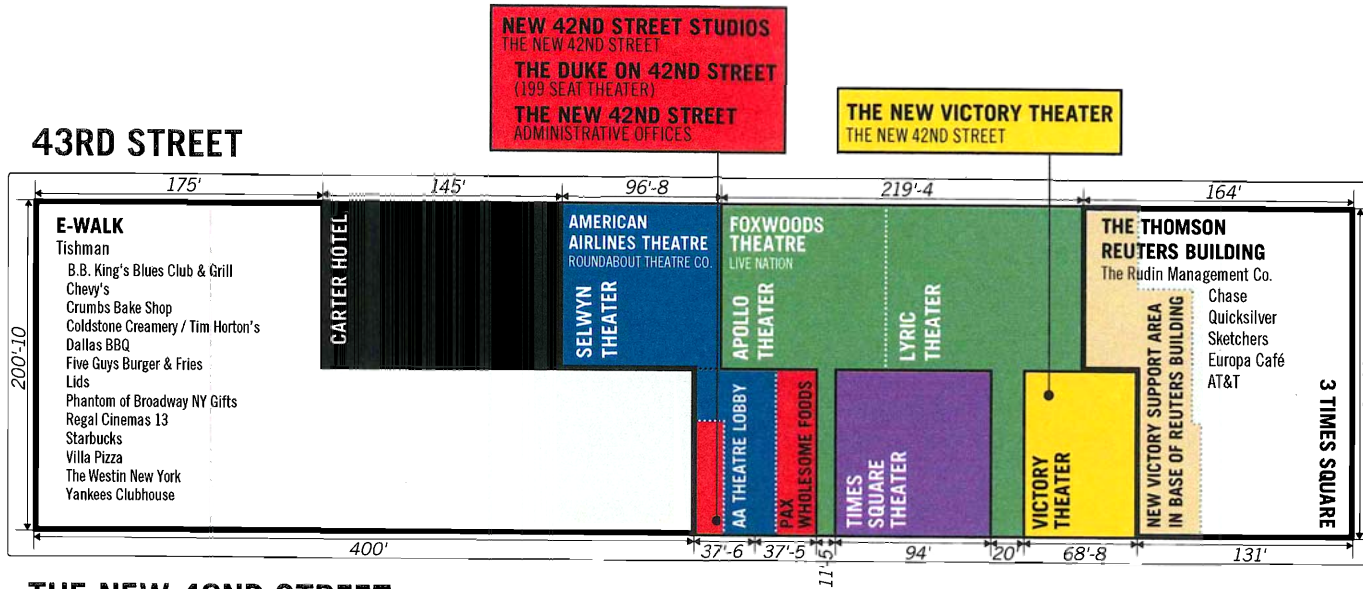 NEW 42ND STREET STUDIOS
THE NEW 42ND STREET
THE DUKE ON 42ND STREET
(199 SEAT THEATER)
THE NEW 42ND STREET
ADMINISTRATIVE OFFICES
THE NEW VICTORY THEATER
THE NEW 42ND STREET
43RD STREET
175'
145'
96'-8
219'-4
164'
200'-10
E-WALK
Tishman
B.B. King's Blues Club & Grill
Chevy's
Crumbs Bake Shop
Coldstone Creamery / Tim Horton's
Dallas BBQ
Five Guys Burger & Fries
Lids
Phantom of Broadway NY Gifts
Regal Cinemas 13
Starbucks
Villa Pizza
The Westin New York
Yankees Clubhouse
CARTER HOTEL
AMERICAN
AIRLINES THEATRE
ROUNDABOUT THEATRE CO.
SELWYN
THEATER
FOXWOODS
THEATRE
LIVE NATION
APOLLO
THEATER
LYRIC
THEATER
THE THOMSON
REUTERS BUILDING
The Rudin Management Co.
Chase
Quicksilver
Sketchers
Europa Café
AT&T
3 TIMES SQUARE
AA THEATRE LOBBY
PAX
WHOLESOME FOODS
TIMES
SQUARE
THEATER
VICTORY
THEATER
NEW VICTORY SUPPORT AREA
IN BASE OF REUTERS BUILDING
400'
37'-6
37'-5
11'-5
94'
20'
68'-8
131'
THE NEW 42ND STREET